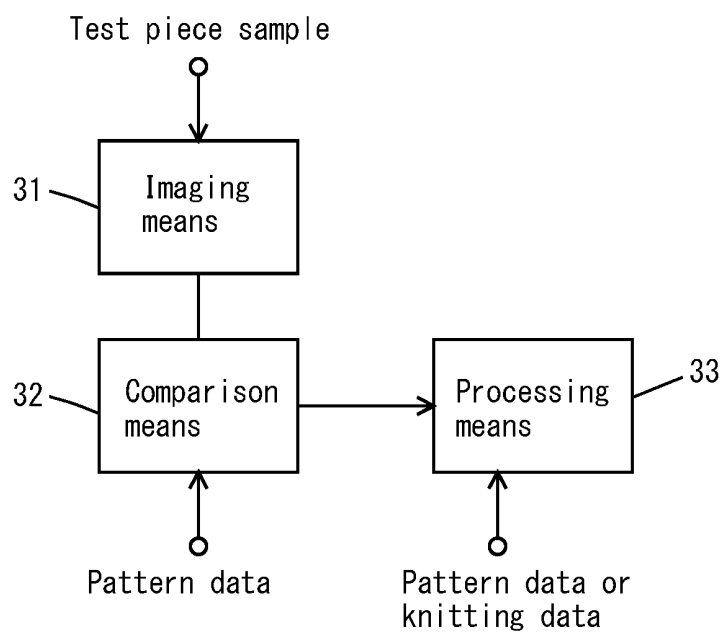 Test piece sample
31
Imaging
means
32
Comparison
means
Processing
means
33
Pattern data
Pattern data or
knitting data